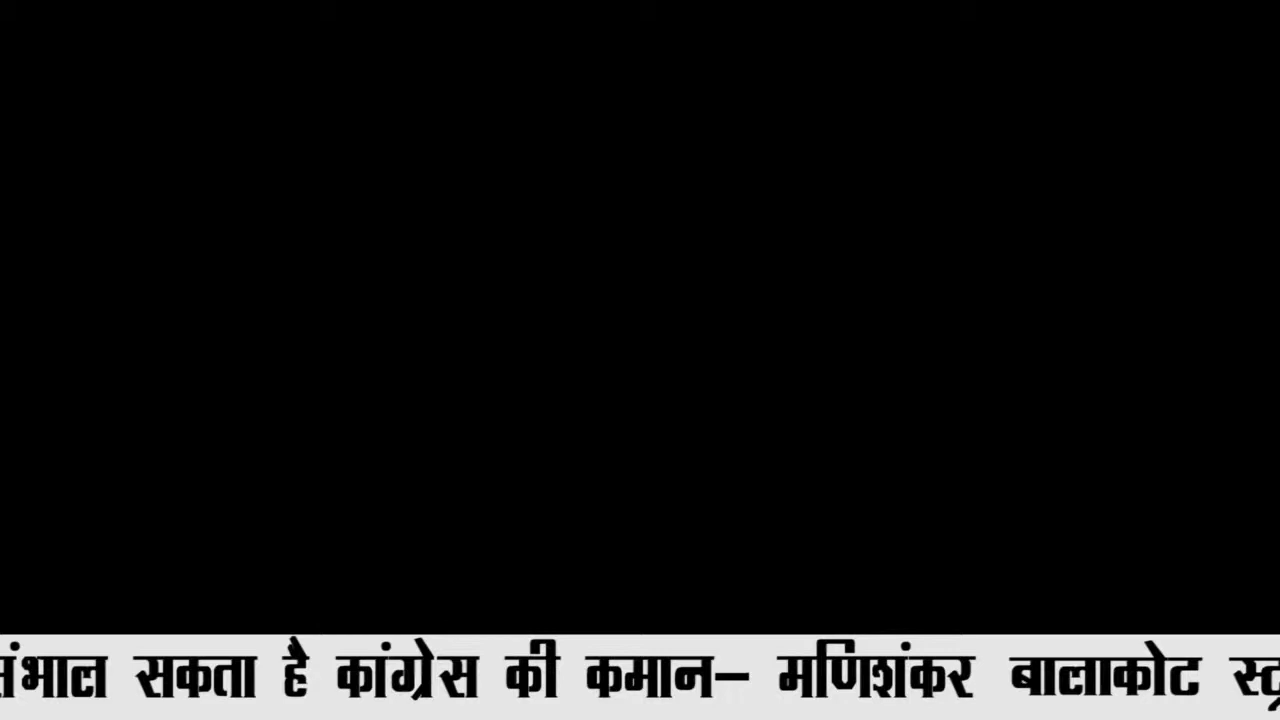 संभाल सकता है कांग्रेस की कमान- मणिशंकर बालाकोट